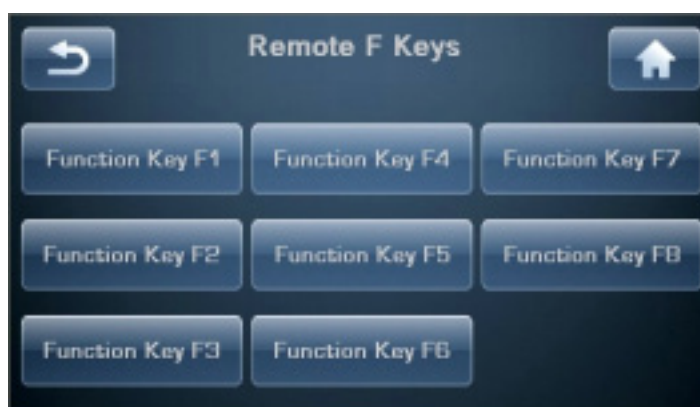 Remote F Keys
Function Key F1 Function Key F4 Function Key F7
Function Key F2 Function Key F5 Function Key F8
Function Key F3 Function Key F6